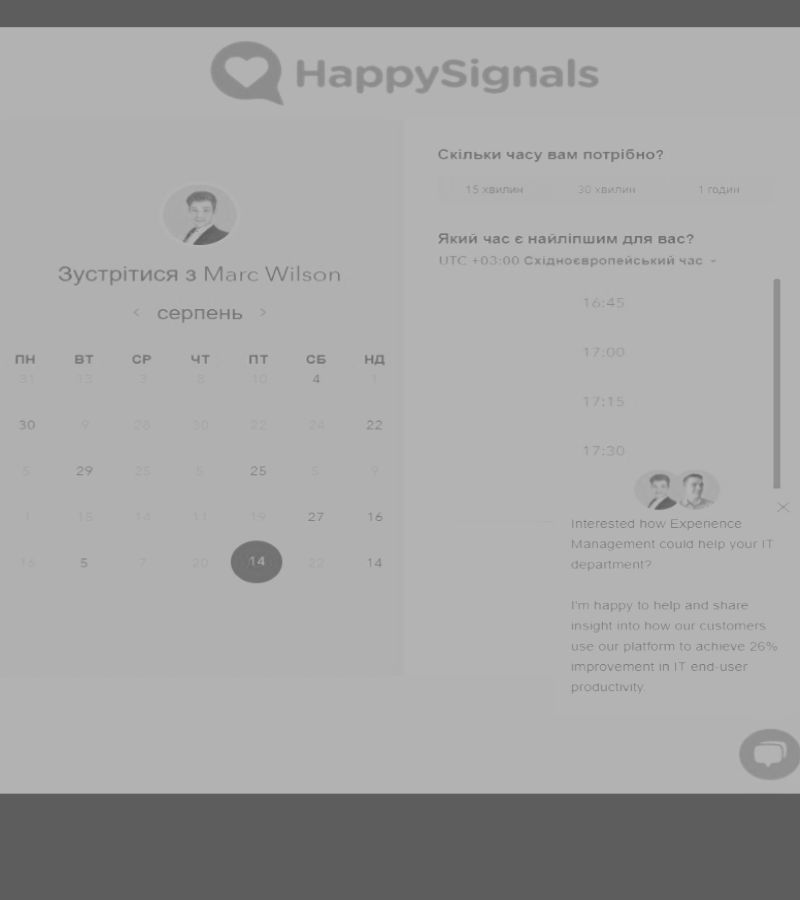 HappySignals
Зустрітися з Marc Wilson
< серпень >
ПН ВТ СР ЧТ ПТ СБ НД
31 13 3 8 10 4 1
30 9 26 30 22 24 22
5 29 25 5 25 5 9
1 15 14 11 19 27 16
16 5 7 20 14 22 14
Скільки часу вам потрібно?
15 хвилин 30 хвилин 1 годин
Який час є найліпшим для вас?
UTC +03:00 Східноєвропейський час
16:45
17:00
17:15
17:30
Interested how Experience
Management could help your IT
department?
I'm happy to help and share
insight into how our customers
use our platform to achieve 26%
improvement in IT end-user
productivity.